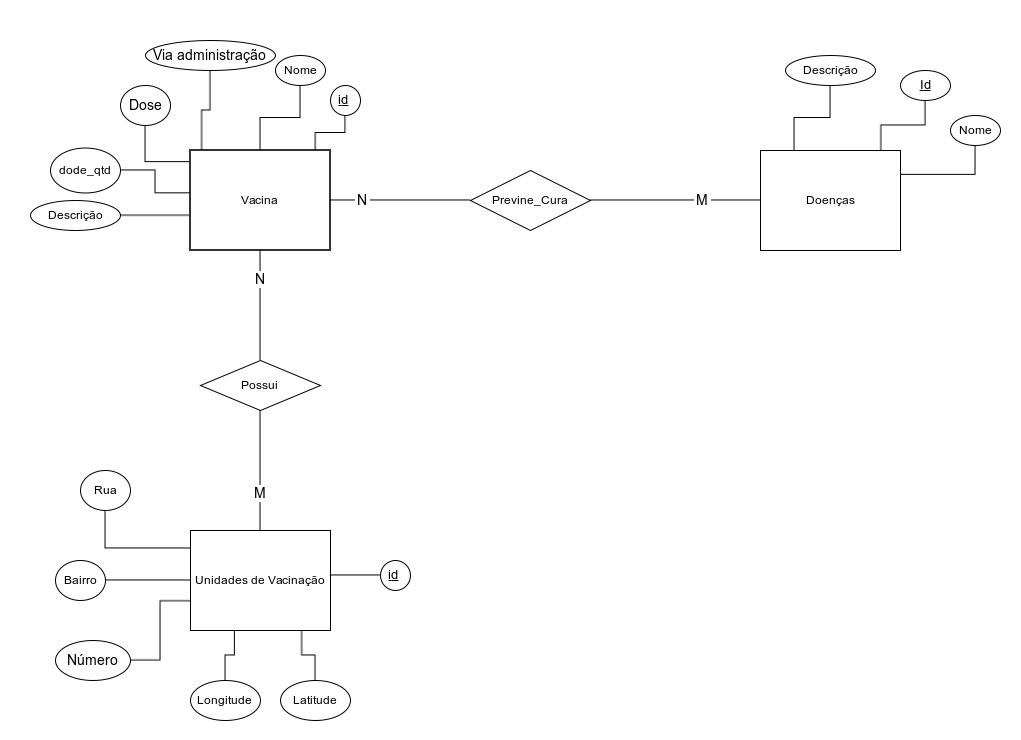 Via administração
Nome
Descrição
id
Id
Dose
Nome
dode_qtd
Vacina
N
Previne_Cura
M
Doenças
Descrição
N
Possui
M
Rua
Bairro
Unidades de Vacinação
id
Número
Longitude
Latitude